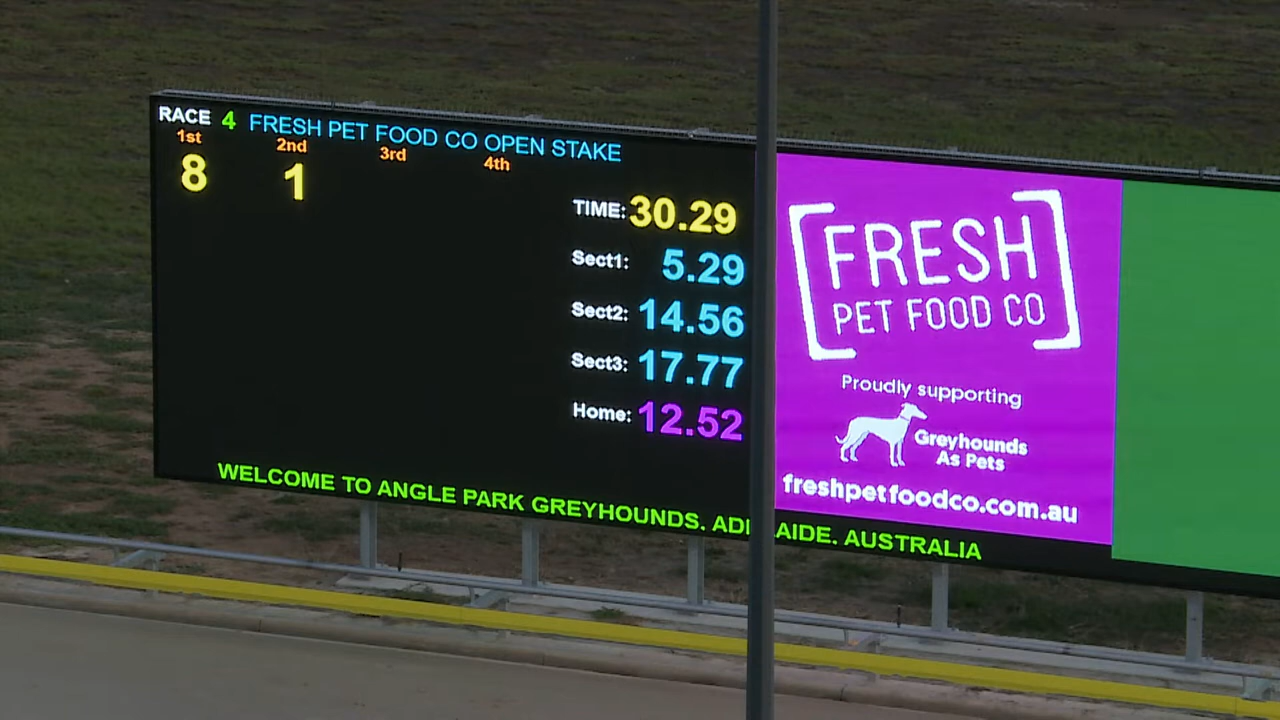 RACE 4 FRESH PET FOOD CO OPEN STAKE
1st 2nd 3rd 4th
8 1
TIME: 30.29
Sect1: 5.29
Sect2: 14.56
Sect3: 17.77
Home: 12.52
WELCOME TO ANGLE PARK GREYHOUNDS. ADELAIDE. AUSTRALIA
FRESH
PET FOOD CO
Proudly supporting
Greyhounds
As Pets
freshpetfoodco.com.au